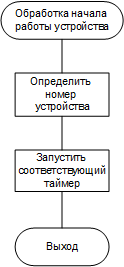 Обработка начала
работы устройства
Определить
номер
устройства
Запустить
соответствующий
таймер
Выход